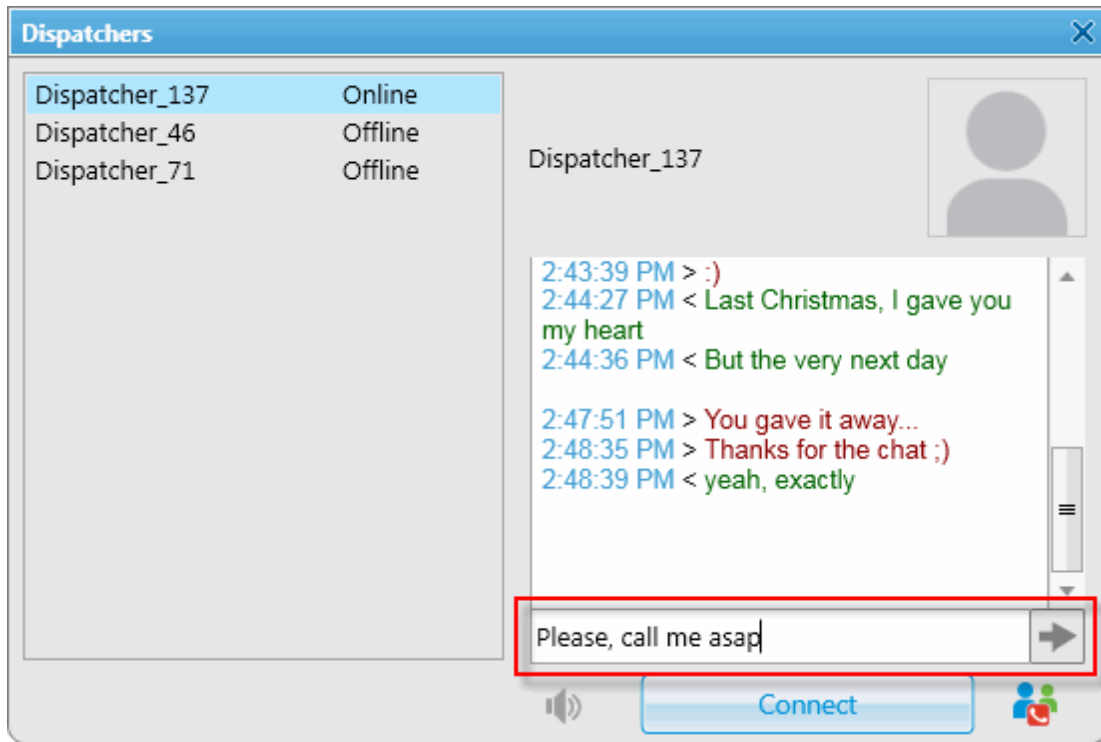 Dispatchers
Dispatcher_137 Online
Dispatcher_46 Offline
Dispatcher_71 Offline
Dispatcher_137
2:43:39 PM > :)
2:44:27 PM < Last Christmas, I gave you
my heart
2:44:36 PM < But the very next day
2:47:51 PM > You gave it away...
2:48:35 PM > Thanks for the chat ;)
2:48:39 PM < yeah, exactly
Please, call me asap
Connect